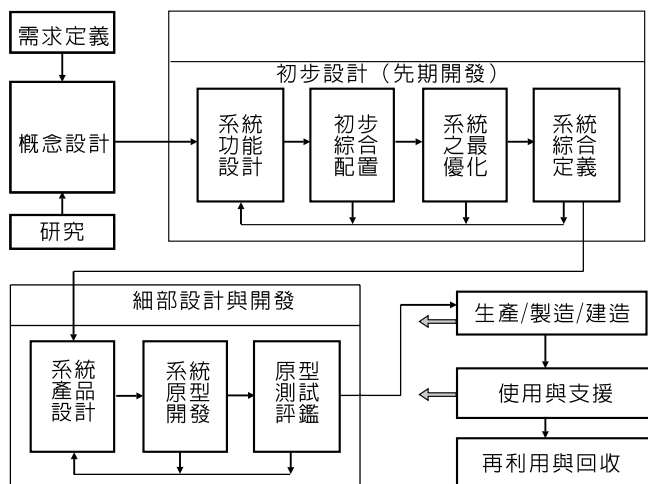 需求定義
概念設計
研究
初步設計（先期開發）
系統
功能
設計
初步
綜合
配置
系統
之最
優化
系統
綜合
定義
細部設計與開發
系統
產品
設計
系統
原型
開發
原型
測試
評鑑
生產/製造/建造
使用與支援
再利用與回收